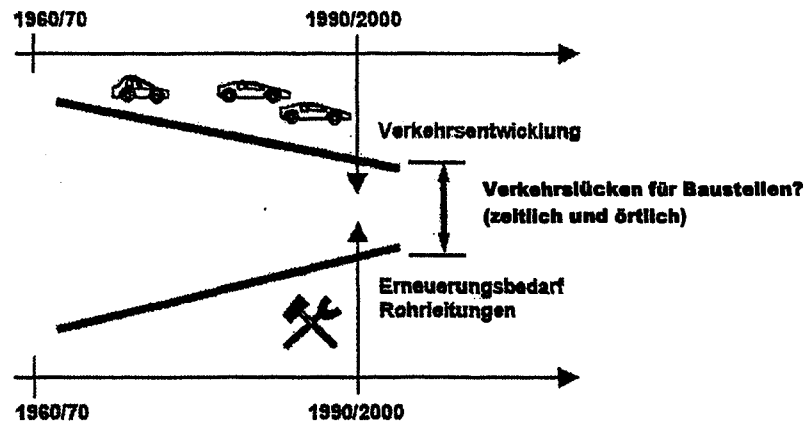 1960/70
1990/2000
Verkehrsentwicklung
Verkehrslücken für Baustellen?
(zeitlich und örtlich)
Erneuerungsbedarf
Rohrleitungen
1960/70
1990/2000